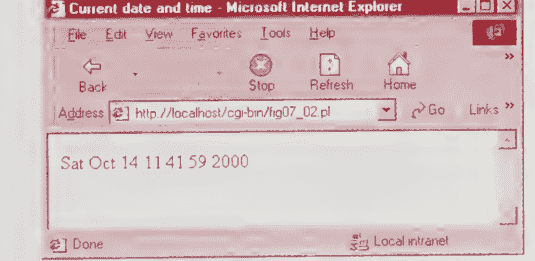 Current date and time - Microsoft Internet Explorer
File Edit View Favorites Tools Help
Back Stop Refresh Home »
Address http://localhost/cgi-bin/fig07_02.pl Go Links »
Sat Oct 14 11 41 59 2000
Done Local intranet